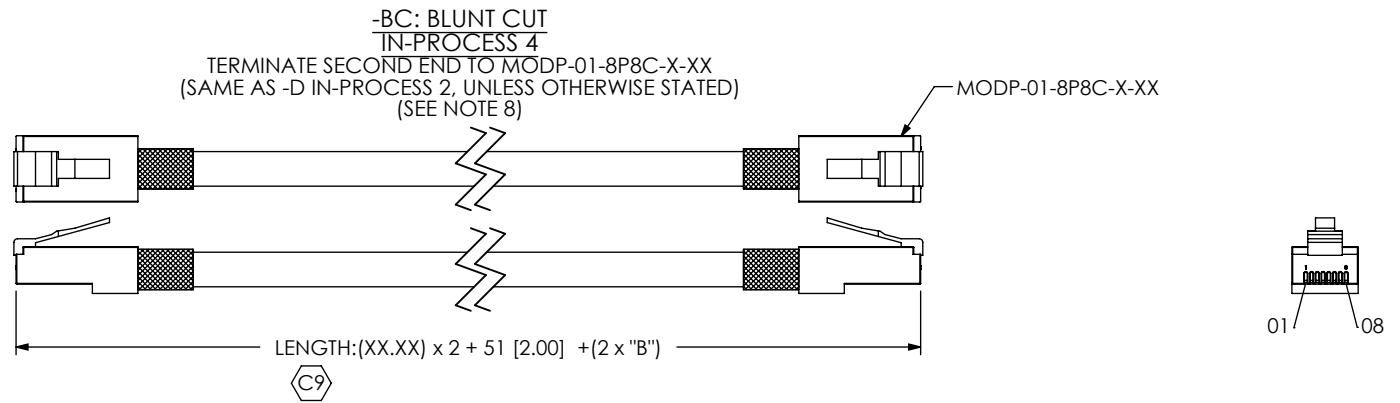 -BC: BLUNT CUT
IN-PROCESS 4
TERMINATE SECOND END TO MODP-01-8P8C-X-XX
(SAME AS -D IN-PROCESS 2, UNLESS OTHERWISE STATED)
(SEE NOTE 8)
MODP-01-8P8C-X-XX
1 8
01 08
LENGTH:(XX.XX) x 2 + 51 [2.00] +(2 x "B")
C9